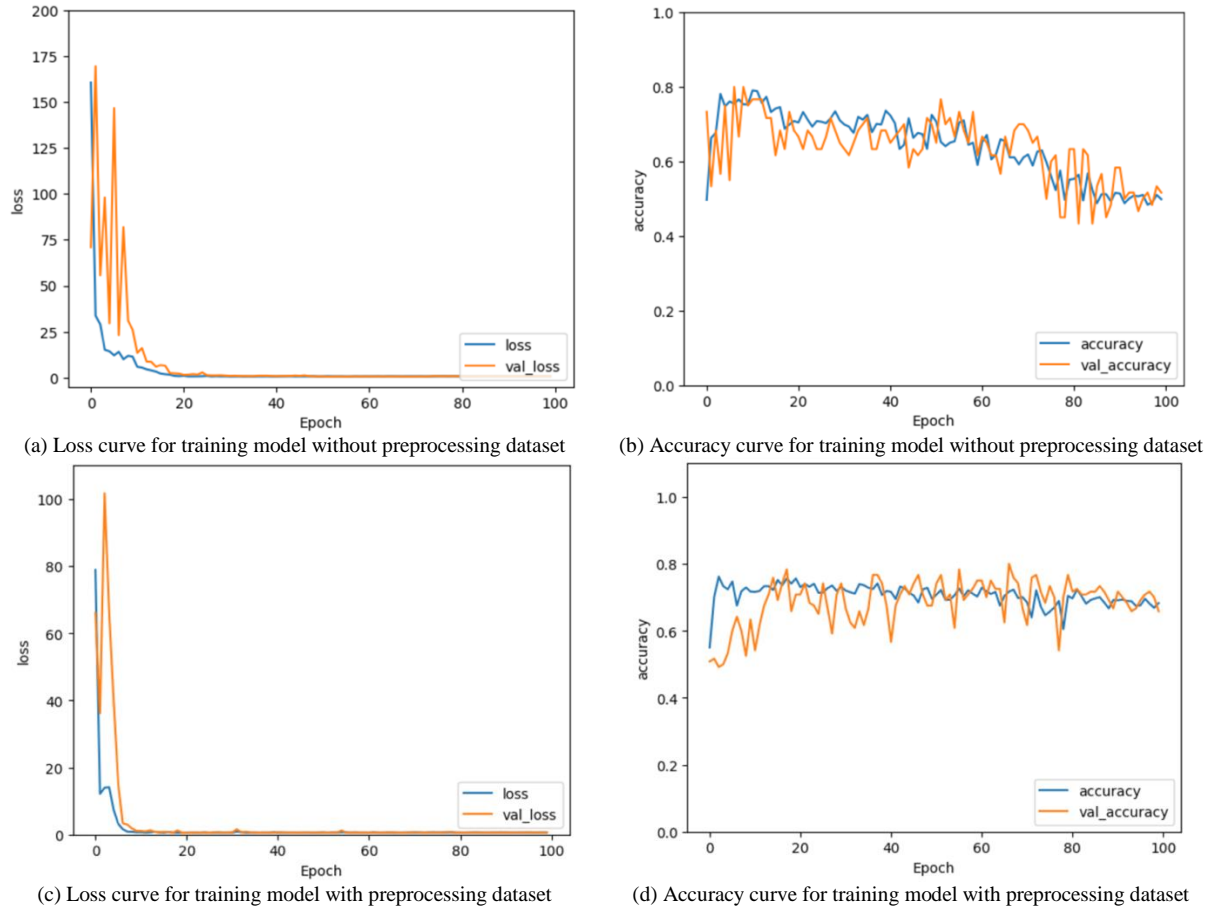 200
175
150
125
100
75
50
25
0
loss
0
20
40
60
80
100
Epoch
loss
val_loss
(a) Loss curve for training model without preprocessing dataset
1.0
0.8
0.6
0.4
0.2
0.0
accuracy
0
20
40
60
80
100
Epoch
accuracy
val_accuracy
(b) Accuracy curve for training model without preprocessing dataset
100
80
60
40
20
0
loss
0
20
40
60
80
100
Epoch
loss
val_loss
(c) Loss curve for training model with preprocessing dataset
1.0
0.8
0.6
0.4
0.2
0.0
accuracy
0
20
40
60
80
100
Epoch
accuracy
val_accuracy
(d) Accuracy curve for training model with preprocessing dataset